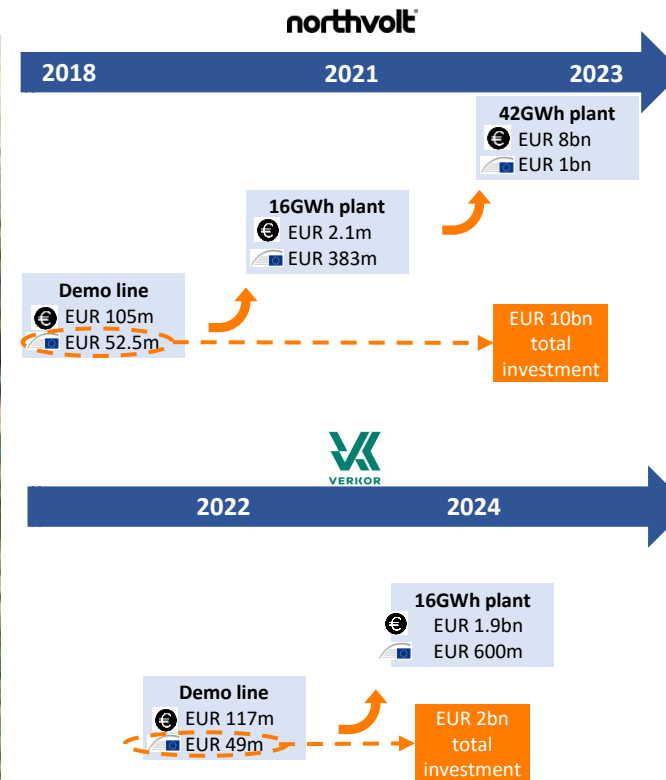 northvolt
2018 2021 2023
42GWh plant
€ EUR 8bn
EUR 1bn
16GWh plant
€ EUR 2.1m
EUR 383m
Demo line
€ EUR 105m
EUR 52.5m
EUR 10bn
total
investment
VERKOR
2022 2024
16GWh plant
€ EUR 1.9bn
EUR 600m
Demo line
€ EUR 117m
EUR 49m
EUR 2bn
total
investment